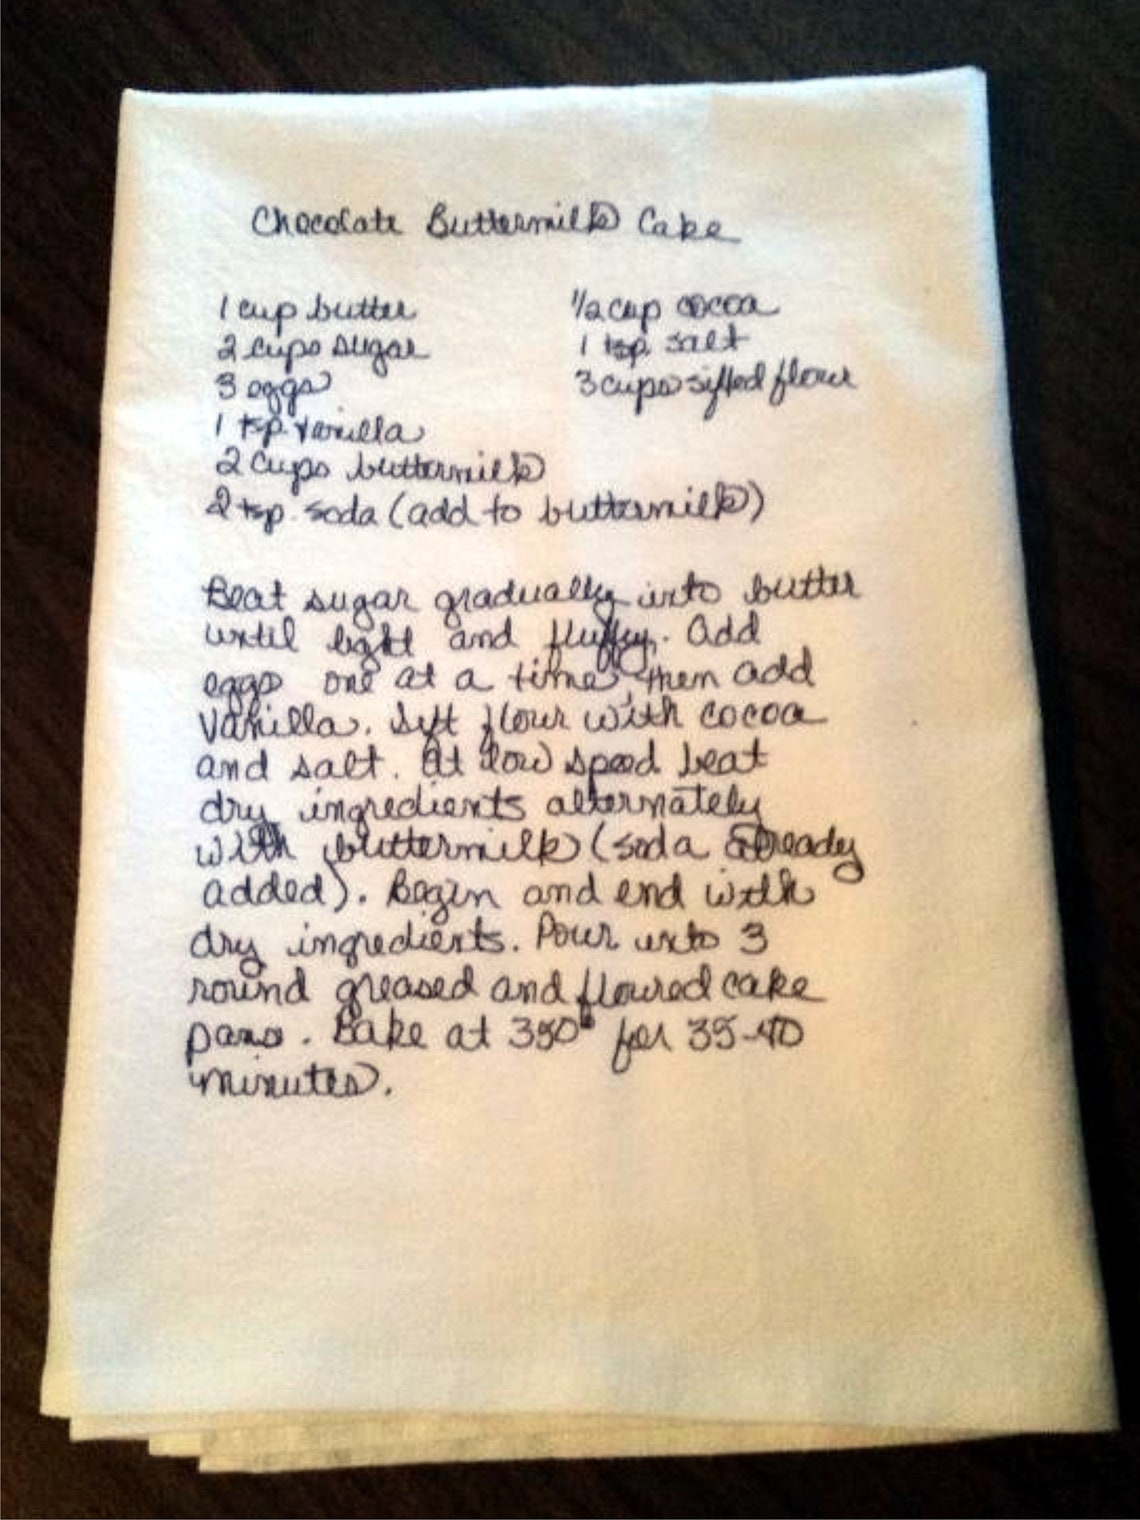 Chocolate Buttermilk Cake
1 cup butter
2 cups sugar
3 eggs
1 tsp. vanilla
2 cups buttermilk
2 tsp. soda (add to buttermilk)
1/2 cup cocoa
1 tsp. salt
3 cups sifted flour
Beat sugar gradually into butter
until light and fluffy. Add
eggs one at a time, then add
vanilla. Sift flour with cocoa
and salt. At low speed beat
dry ingredients alternately
with buttermilk (soda already
added). Begin and end with
dry ingredients. Pour into 3
round greased and floured cake
pans. Bake at 350° for 35-40
minutes.